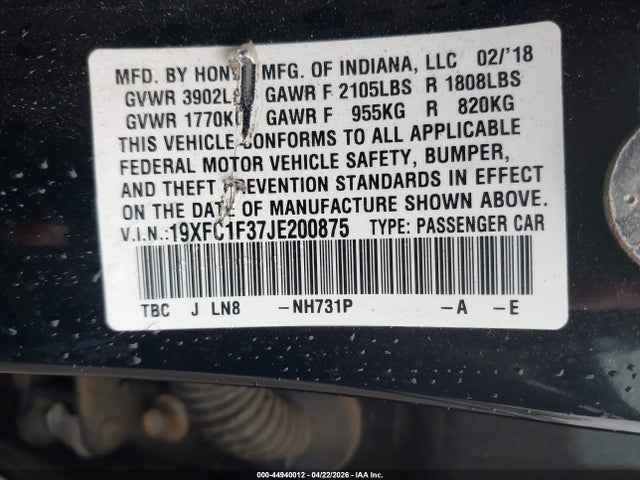 MFD. BY HOND MFG. OF INDIANA, LLC 02/'18
GVWR 3902L GAWR F 2105LBS R 1808LBS
GVWR 1770K GAWR F 955KG R 820KG
THIS VEHICLE CONFORMS TO ALL APPLICABLE
FEDERAL MOTOR VEHICLE SAFETY, BUMPER,
AND THEFT PREVENTION STANDARDS IN EFFECT
ON THE DATE OF MANUFACTURE SHOWN ABOVE.
V.I.N.:19XFC1F37JE200875 TYPE: PASSENGER CAR
TBC J LN8 -NH731P -A -E
000-44940012 - 04/22/2026 - IAA Inc.